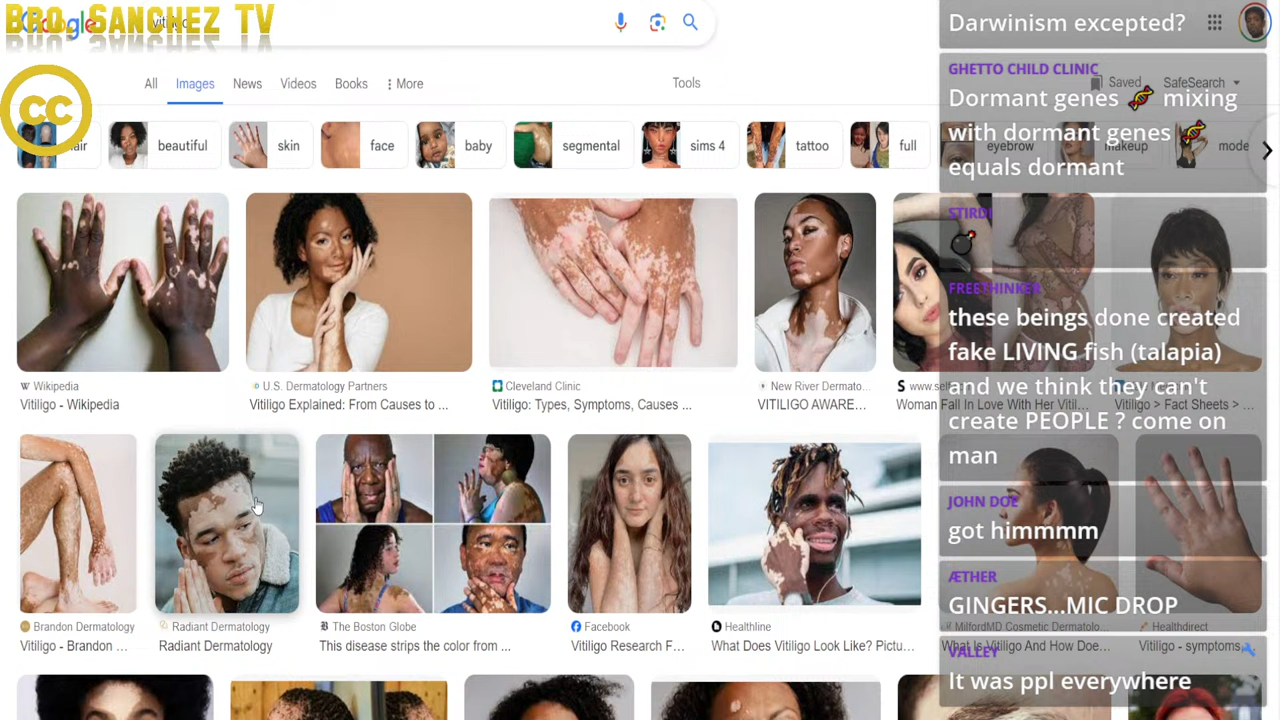 BRO. SANCHEZ TV
Google
Darwinism excepted?
All
Images
News
Videos
Books
More
Tools
Saved
SafeSearch
CC
hair
beautiful
skin
face
baby
segmental
sims 4
tattoo
full
eyebrow
makeup
mode
GHETTO CHILD CLINIC
Dormant genes 🧬 mixing
with dormant genes 🧬
equals dormant
STIRDI
💣
FREETHINKER
these beings done created
fake LIVING fish (talapia)
and we think they can't
create PEOPLE ? come on
man
JOHN DOE
got himmmm
ÆTHER
GINGERS...MIC DROP
VALLEY
It was ppl everywhere
W Wikipedia
Vitiligo - Wikipedia
U.S. Dermatology Partners
Vitiligo Explained: From Causes to ...
Cleveland Clinic
Vitiligo: Types, Symptoms, Causes ...
New River Dermato...
VITILIGO AWARE...
Woman Fall In Love With Her Vitil...
Vitiligo > Fact Sheets > ...
Brandon Dermatology
Vitiligo - Brandon ...
Radiant Dermatology
Radiant Dermatology
B The Boston Globe
This disease strips the color from ...
Facebook
Vitiligo Research F...
Healthline
What Does Vitiligo Look Like? Pictu...
MilfordMD Cosmetic Dermatolo...
What Is Vitiligo And How Doe...
Healthdirect
Vitiligo - symptoms,